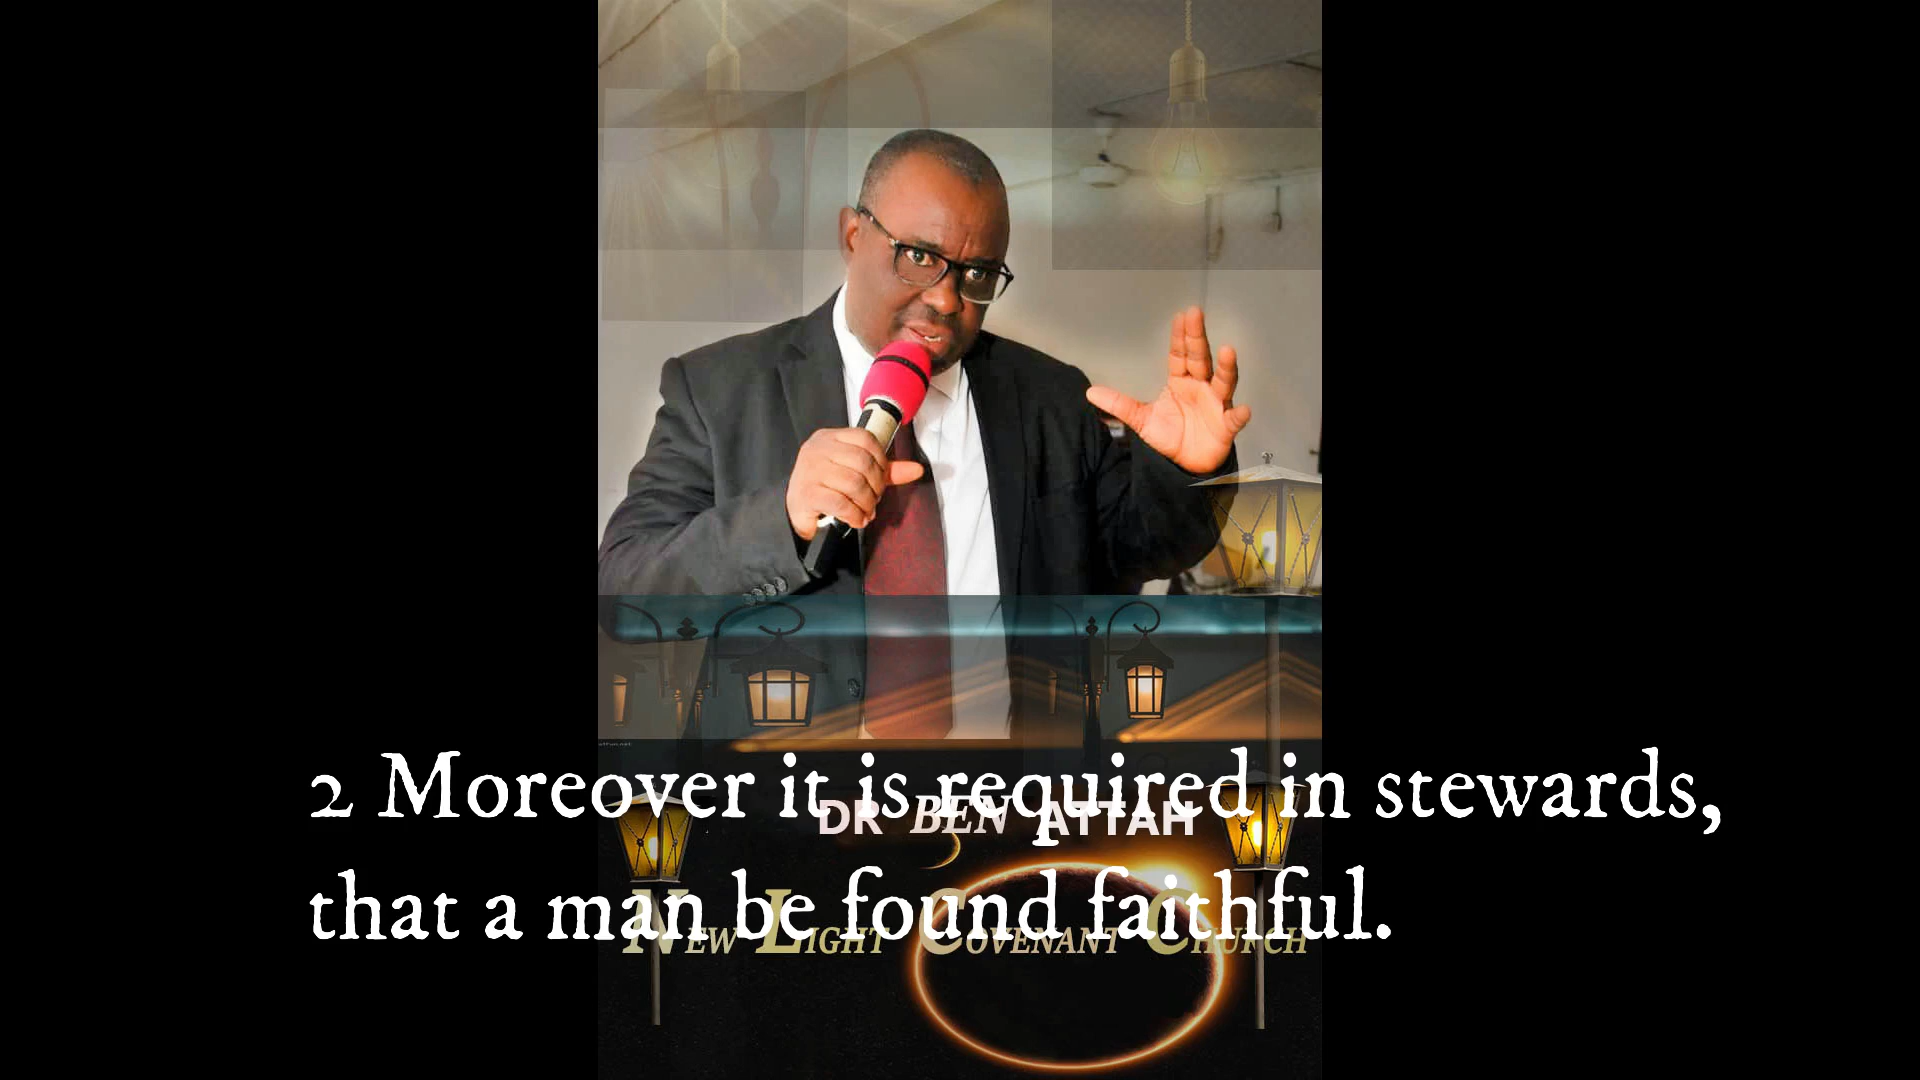 2 Moreover it is required in stewards,
DR BEN ATTAH
that a man be found faithful.
NEW LIGHT COVENANT CHURCH